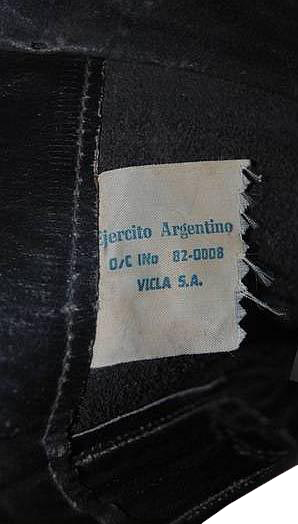 Ejercito Argentino
O/C INo 82-0008
VICLA S.A.